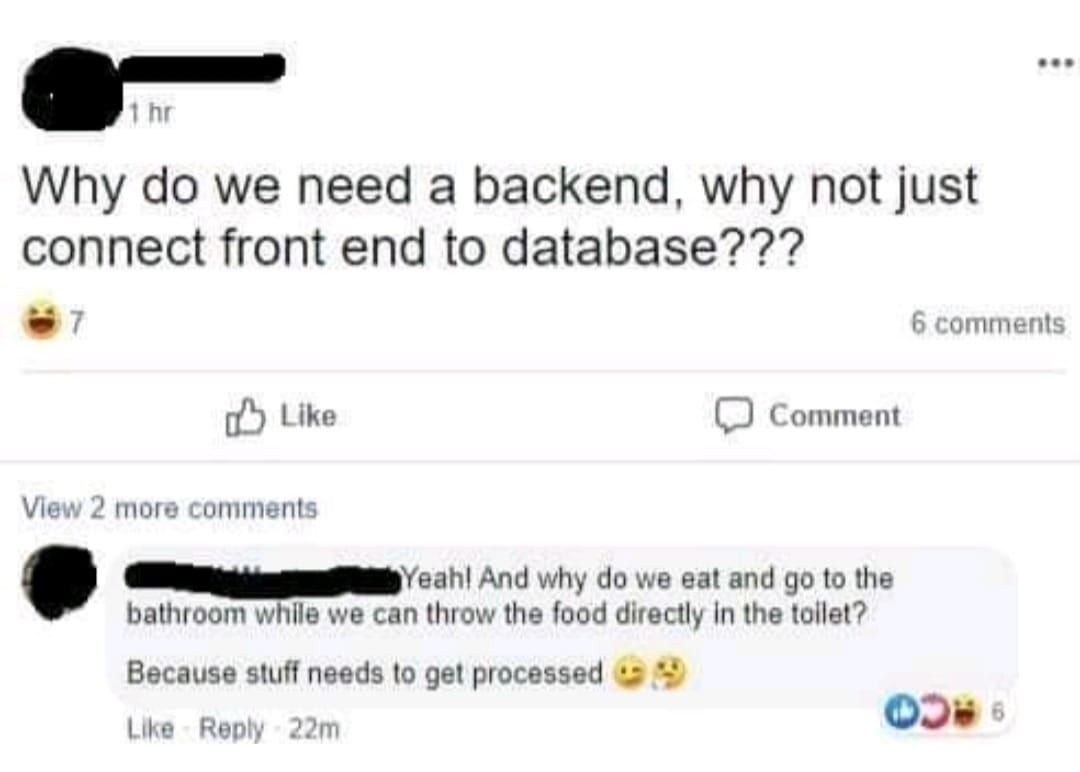 1 hr
Why do we need a backend, why not just
connect front end to database???
7
6 comments
Like
Comment
View 2 more comments
Yeah! And why do we eat and go to the
bathroom while we can throw the food directly in the toilet?
Because stuff needs to get processed 😉🤔
Like - Reply - 22m
6